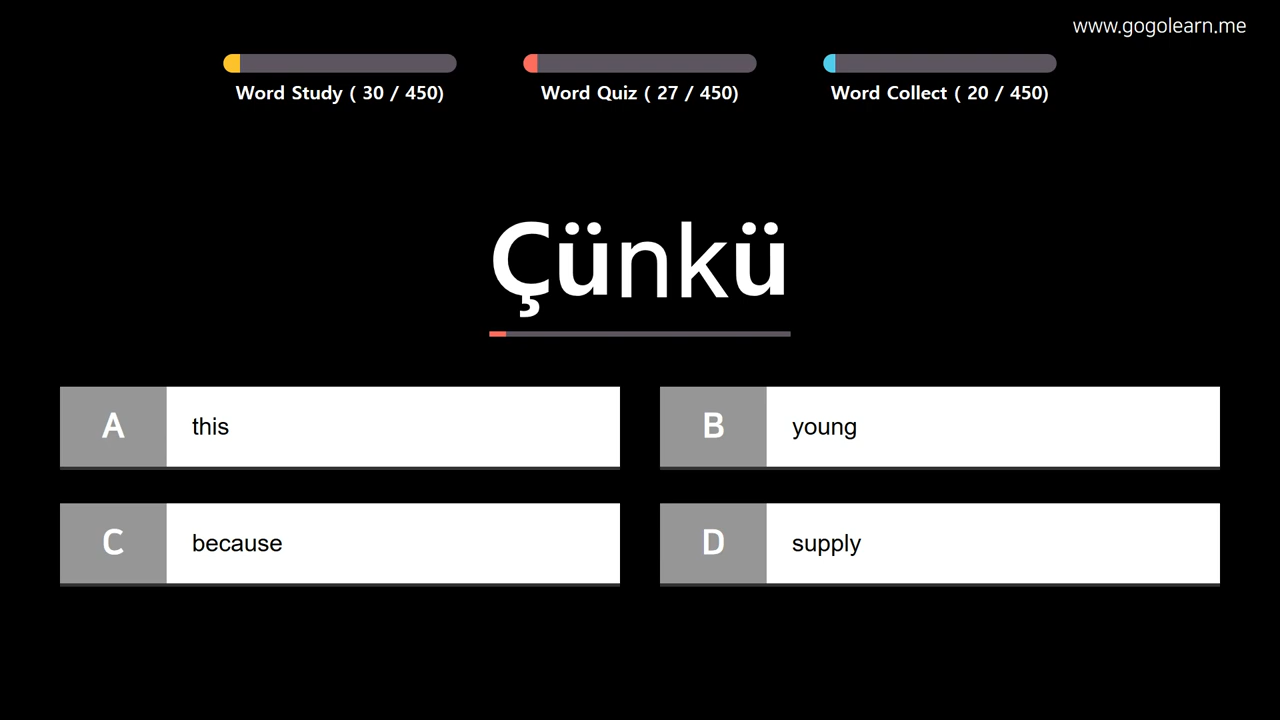 www.gogolearn.me
Word Study ( 30 / 450)
Word Quiz ( 27 / 450)
Word Collect ( 20 / 450)
Çünkü
A this
B young
C because
D supply